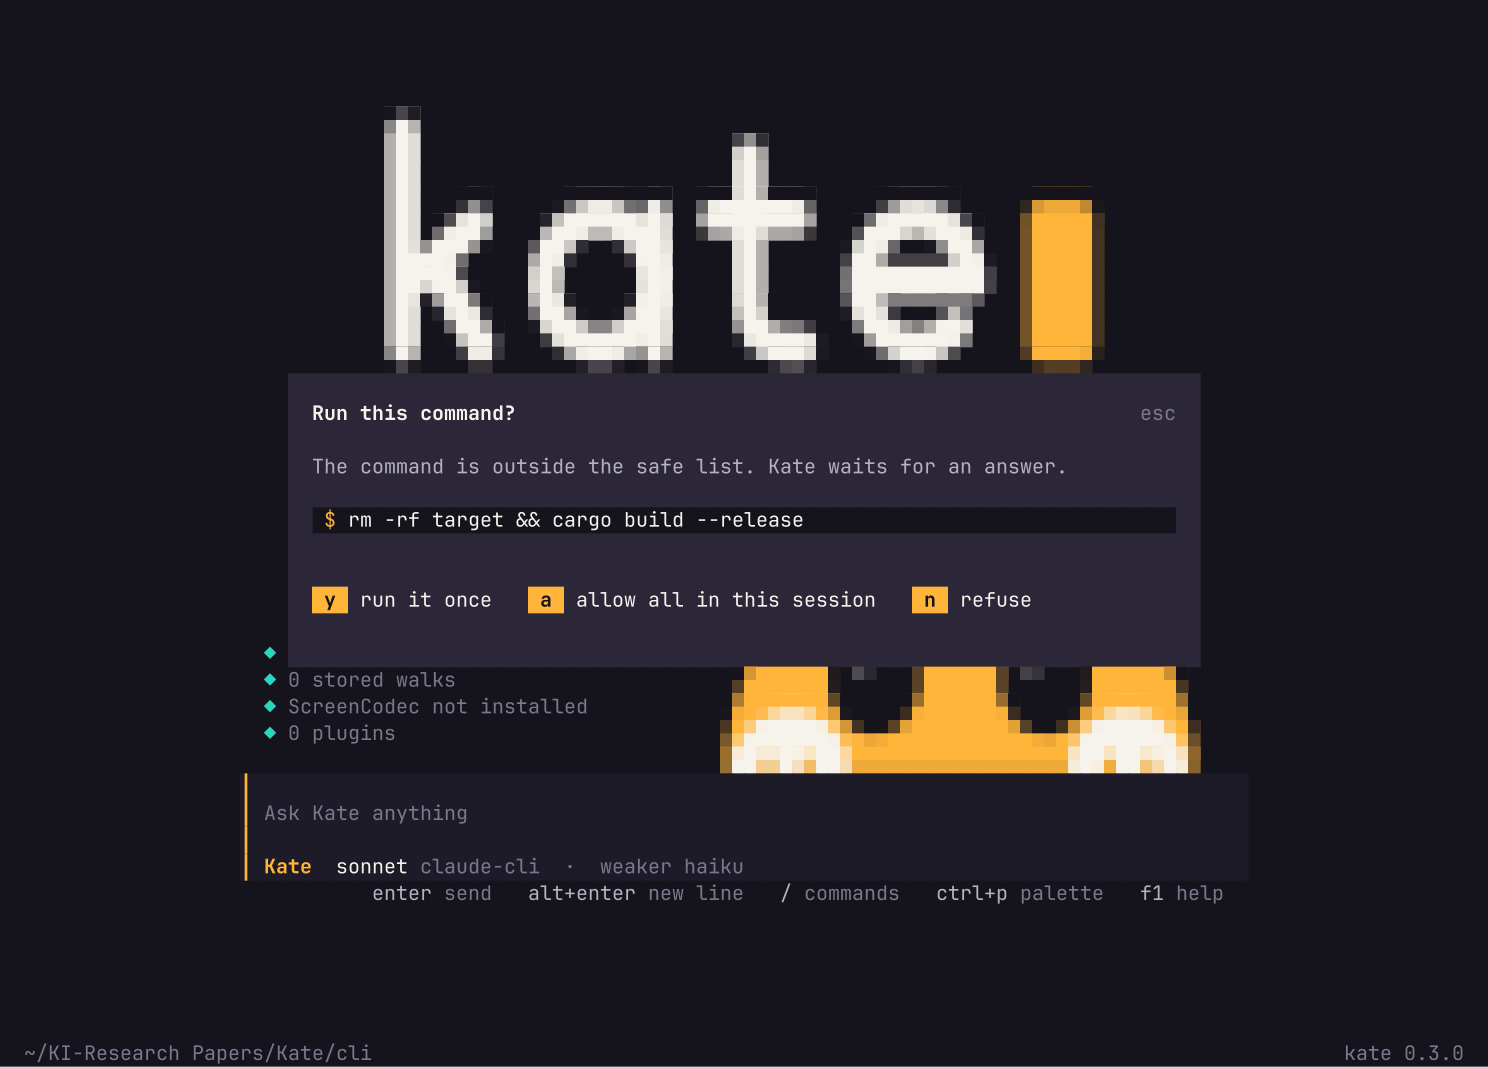 kate
Run this command? esc
The command is outside the safe list. Kate waits for an answer.
$ rm -rf target && cargo build --release
y run it once a allow all in this session n refuse
0 stored walks
ScreenCodec not installed
0 plugins
Ask Kate anything
Kate sonnet claude-cli · weaker haiku
enter send alt+enter new line / commands ctrl+p palette f1 help
~/KI-Research Papers/Kate/cli kate 0.3.0